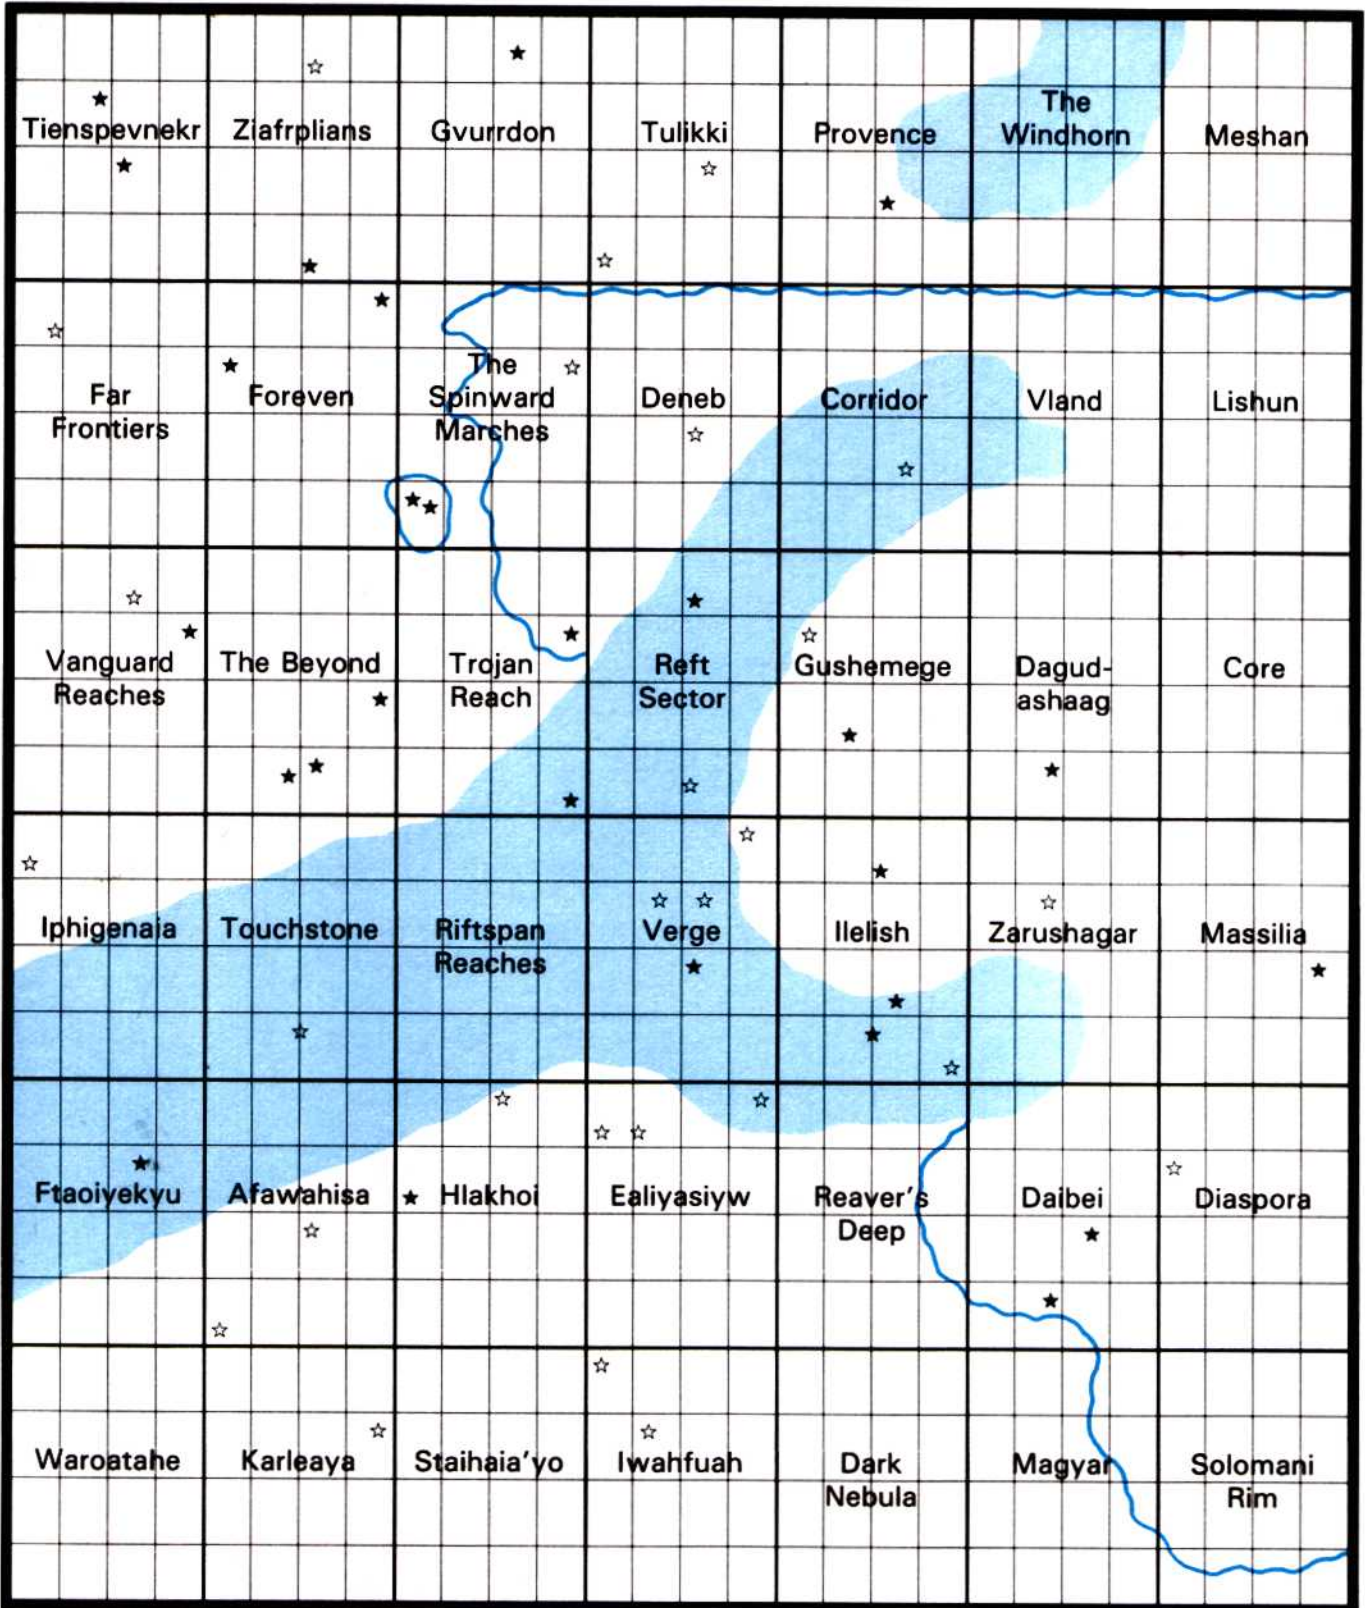 Tienspevnekr
Ziafrplians
Gvurrdon
Tulikki
Provence
The
Windhorn
Meshan
Far
Frontiers
Foreven
The
Spinward
Marches
Deneb
Corridor
Vland
Lishun
Vanguard
Reaches
The Beyond
Trojan
Reach
Reft
Sector
Gushemege
Dagud-
ashaag
Core
Iphigenaia
Touchstone
Riftspan
Reaches
Verge
Ilelish
Zarushagar
Massilia
Ftaoiyekyu
Afawahisa
Hlakhoi
Ealiyasiyw
Reaver's
Deep
Daibei
Diaspora
Waroatahe
Karleaya
Staihaia'yo
Iwahfuah
Dark
Nebula
Magyar
Solomani
Rim